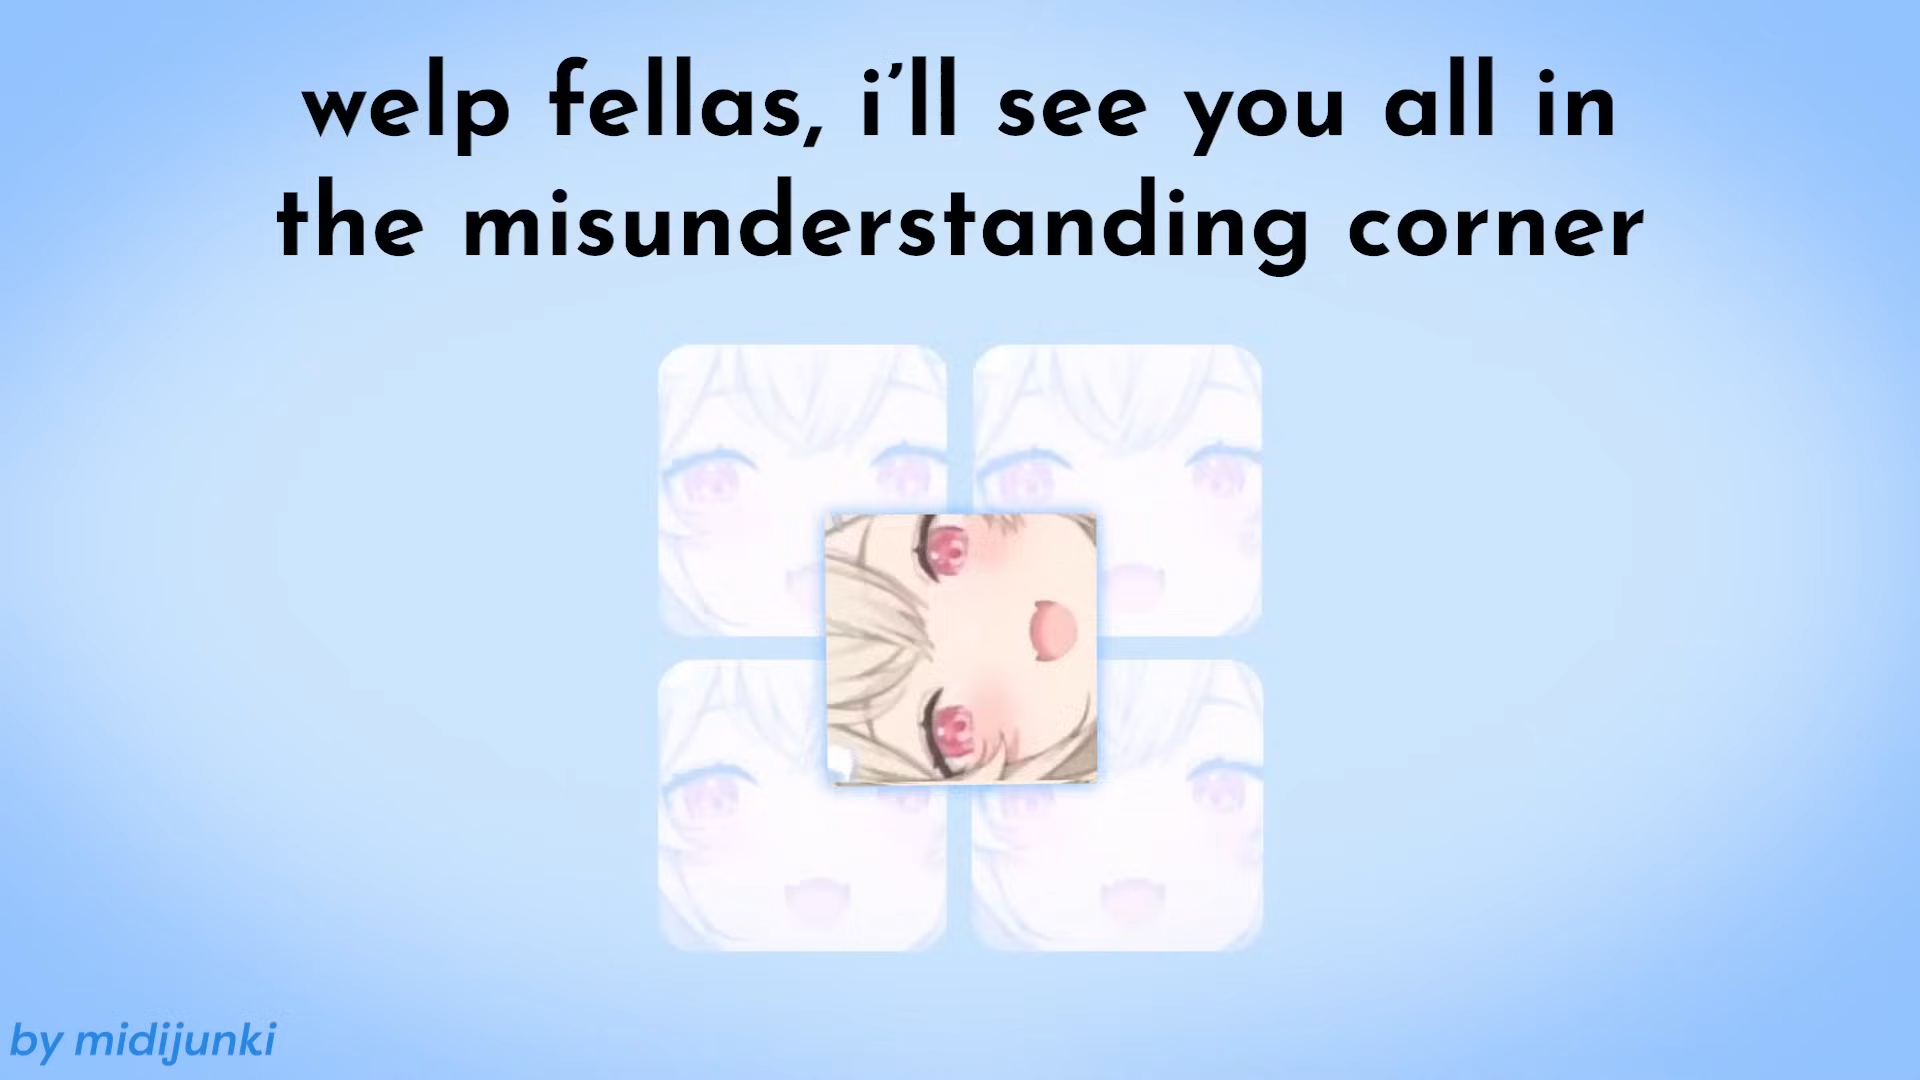 welp fellas, i'll see you all in
the misunderstanding corner
by midijunki